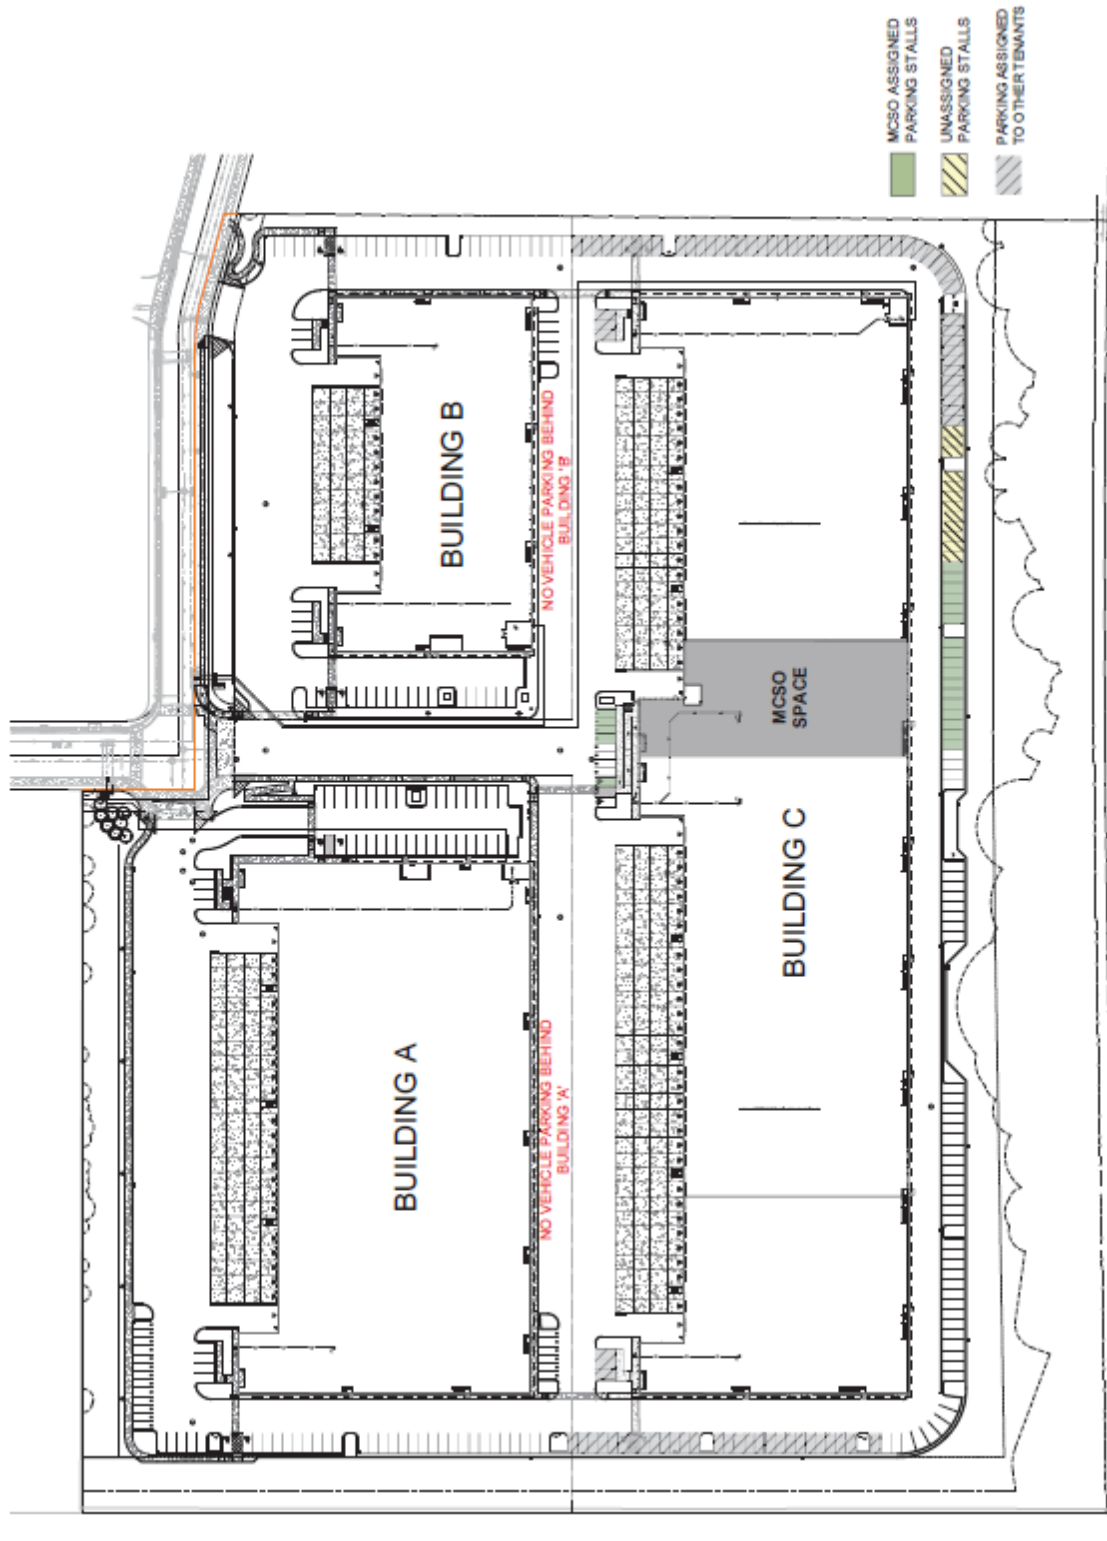 MCSO ASSIGNED
PARKING STALLS
UNASSIGNED
PARKING STALLS
PARKING ASSIGNED
TO OTHER TENANTS
BUILDING B
NO VEHICLE PARKING BEHIND
BUILDING 'B'
MCSO
SPACE
BUILDING C
BUILDING A
NO VEHICLE PARKING BEHIND
BUILDING 'A'